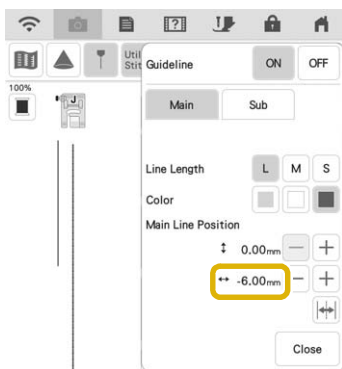 Util
Stit
Guideline ON OFF
100%
J
Main Sub
Line Length L M S
Color
Main Line Position
↕ 0.00mm — +
↔ -6.00mm — +
Close